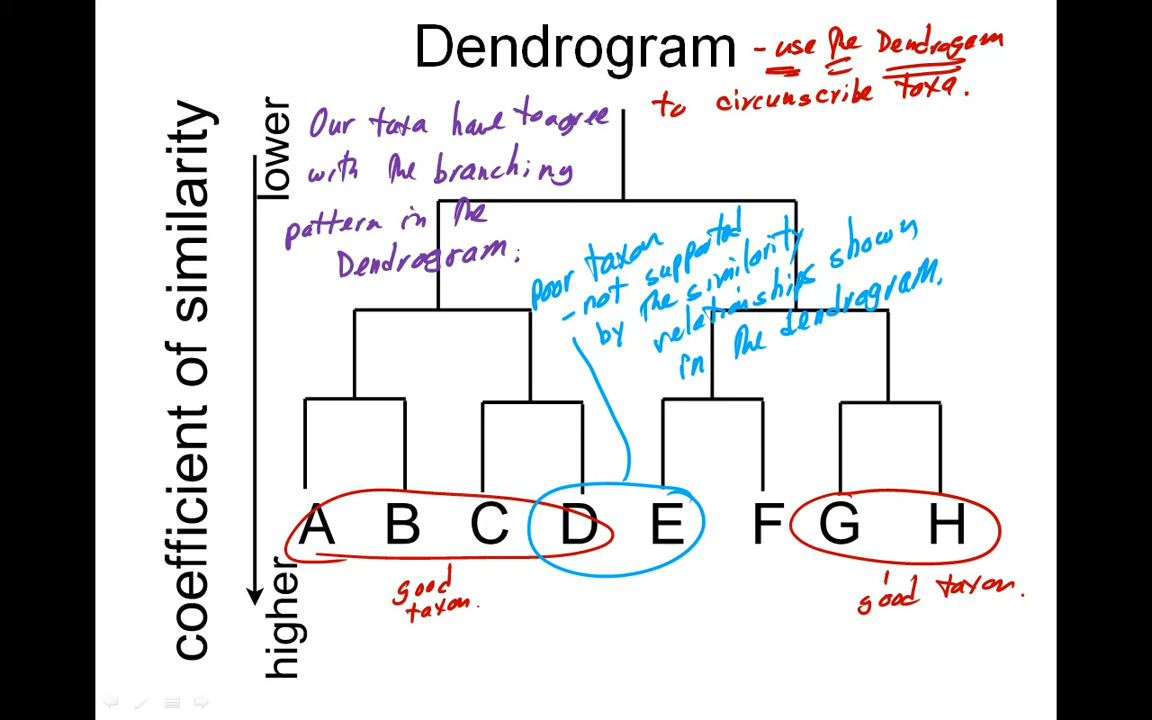 Dendrogram
- use the Dendrogram
to circumscribe taxa.
coefficient of similarity
lower
higher
Our taxa have to agree
with the branching
pattern in the
Dendrogram.
poor taxon
- not supported
by the similarity
relationships shown
in the dendrogram.
A B C D E F G H
good
taxon.
good taxon.